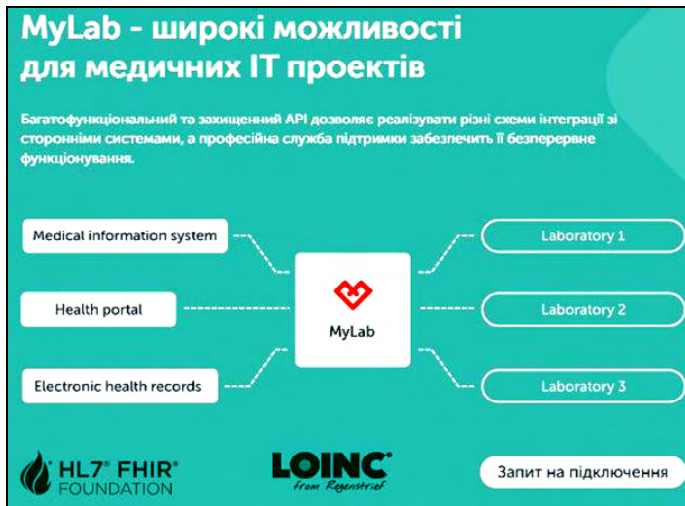 MyLab - широкі можливості
для медичних ІТ проектів
Багатофункціональний та захищенний API дозволяє реалізувати різні схеми інтеграції зі
сторонніми системами, а професійна служба підтримки забезпечить її безперервне
функціонування.
Medical information system
Laboratory 1
Health portal
MyLab
Laboratory 2
Electronic health records
Laboratory 3
HL7® FHIR®
FOUNDATION
LOINC®
from Regenstrief
Запит на підключення